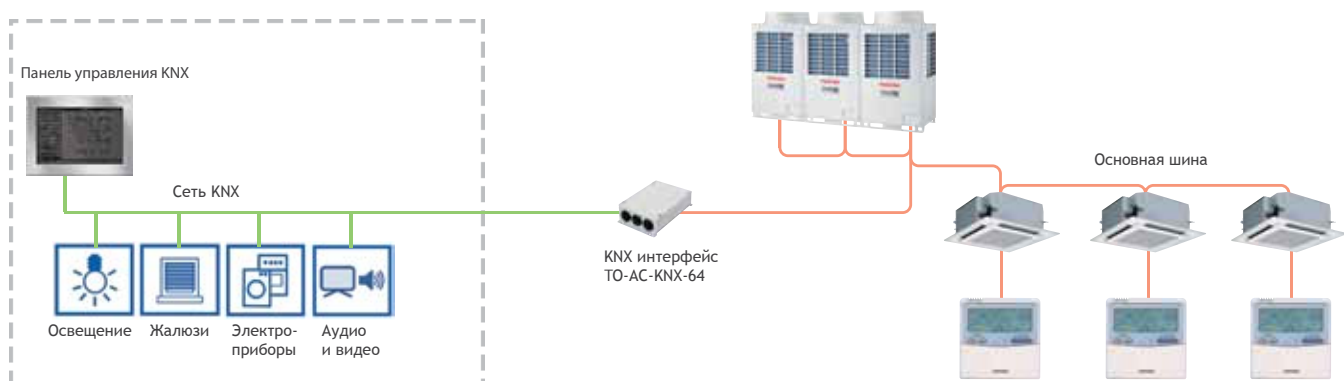 Панель управления KNX
Сеть KNX
Освещение
Жалюзи
Электро-
приборы
Аудио
и видео
KNX интерфейс
TO-AC-KNX-64
Основная шина